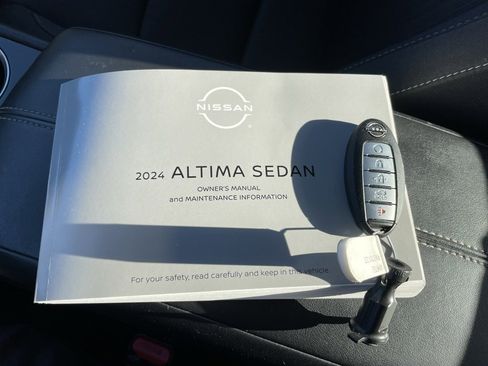 NISSAN
2024 ALTIMA SEDAN
OWNER'S MANUAL
and MAINTENANCE INFORMATION
For your safety, read carefully and keep in this vehicle.